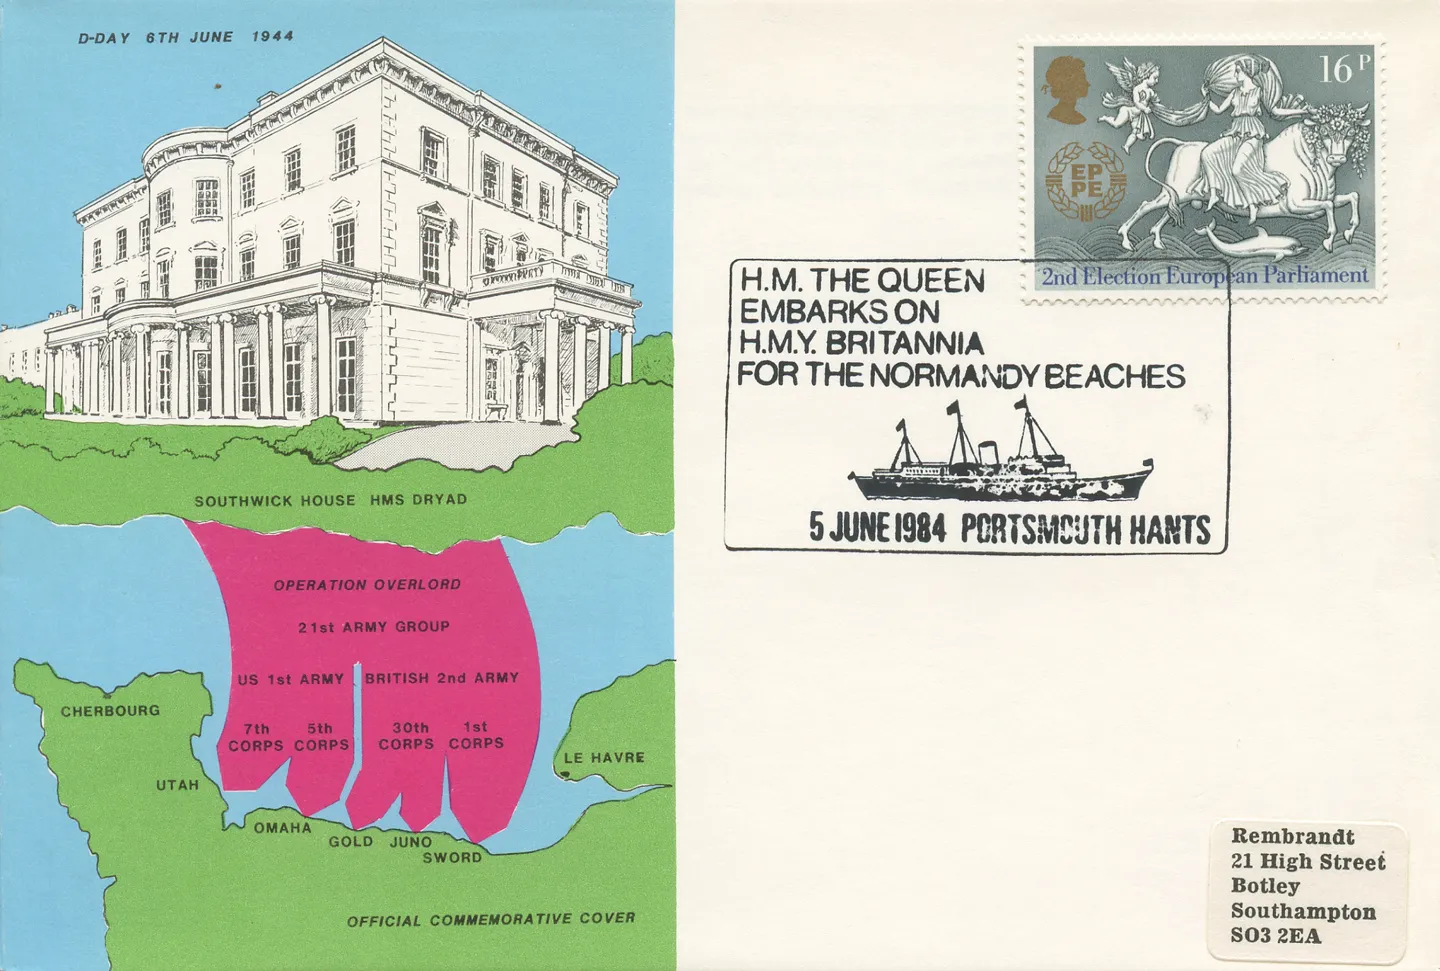 D-DAY 6TH JUNE 1944
SOUTHWICK HOUSE HMS DRYAD
OPERATION OVERLORD
21st ARMY GROUP
US 1st ARMY
BRITISH 2nd ARMY
7th
CORPS
5th
CORPS
30th
CORPS
1st
CORPS
CHERBOURG
UTAH
OMAHA
GOLD
JUNO
SWORD
LE HAVRE
OFFICIAL COMMEMORATIVE COVER
16P
EP
PE
2nd Election European Parliament
H.M. THE QUEEN
EMBARKS ON
H.M.Y. BRITANNIA
FOR THE NORMANDY BEACHES
5 JUNE 1984 PORTSMOUTH HANTS
Rembrandt
21 High Street
Botley
Southampton
SO3 2EA